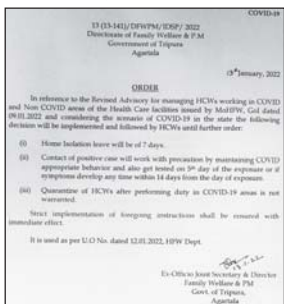 COVID-19
13 (13-141)/DFWPM/IDSP/ 2022
Directorate of Family Welfare & P.M
Government of Tripura
Agartala
13th January, 2022
ORDER
In reference to the Revised Advisory for managing HCWs working in COVID
and Non COVID areas of the Health Care facilities issued by MoHFW, GoI dated
09.01.2022 and considering the scenario of COVID-19 in the state the following
decision will be implemented and followed by HCWs until further order:
(i) Home Isolation leave will be of 7 days.
(ii) Contact of positive case will work with precaution by maintaining COVID
appropriate behavior and also get tested on 5th day of the exposure or if
symptoms develop any time within 14 days from the day of exposure.
(iii) Quarantine of HCWs after performing duty in COVID-19 areas is not
warranted.
Strict implementation of foregoing instructions shall be ensured with
immediate effect.
It is used as per U.O No. dated 12.01.2022, HFW Dept.
Ex-Officio Joint Secretary & Director
Family Welfare & PM
Govt. of Tripura,
Agartala